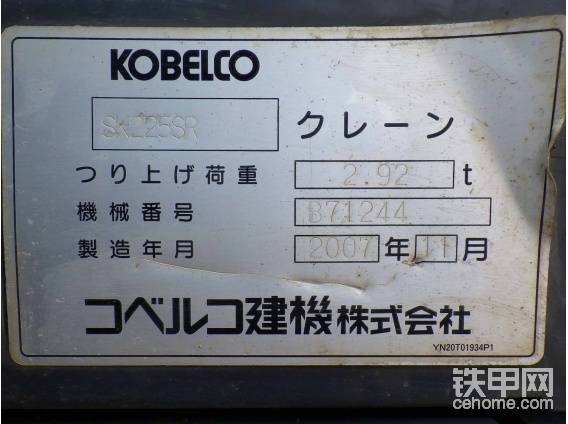 KOBELCO
SK225SR クレーン
つり上げ荷重 2.92 t
機械番号 B71244
製造年月 2007 年 11 月
コベルコ建機株式会社
YN20T01934P1
铁甲网
cehome.com